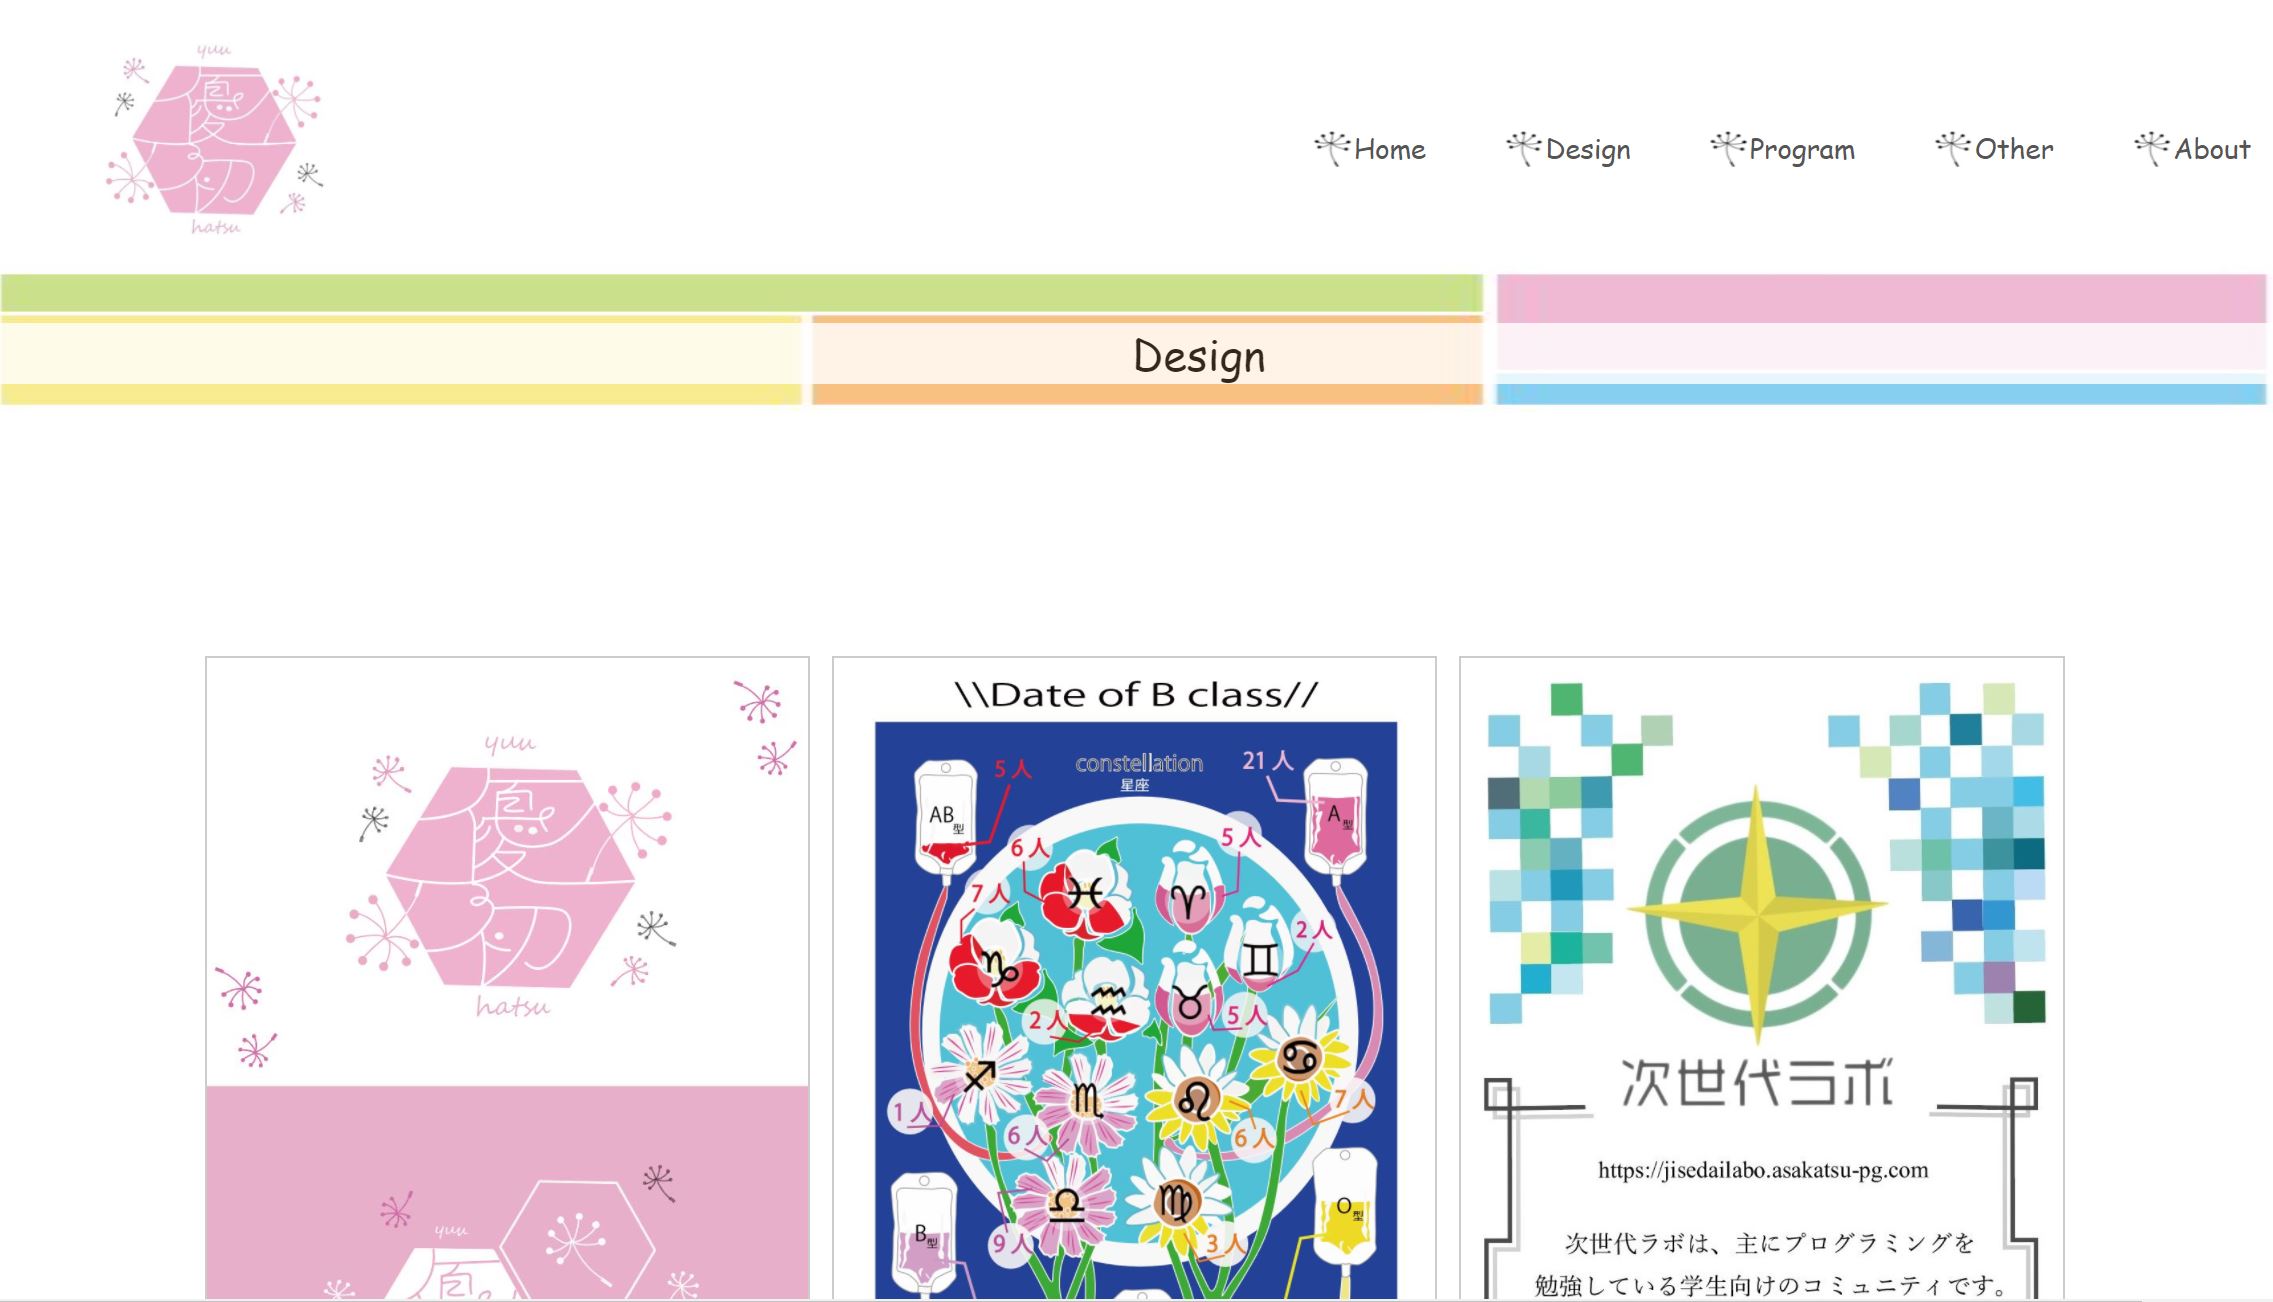 yuu
優初
hatsu
Home
Design
Program
Other
About
Design
yuu
優初
hatsu
yuu
\\Date of B class//
constellation
星座
AB型
5人
21人
A型
6人
5人
7人
2人
2人
5人
1人
7人
6人
6人
B型
O型
9人
3人
次世代ラボ
https://jisedailabo.asakatsu-pg.com
次世代ラボは、主にプログラミングを
勉強している学生向けのコミュニティです。